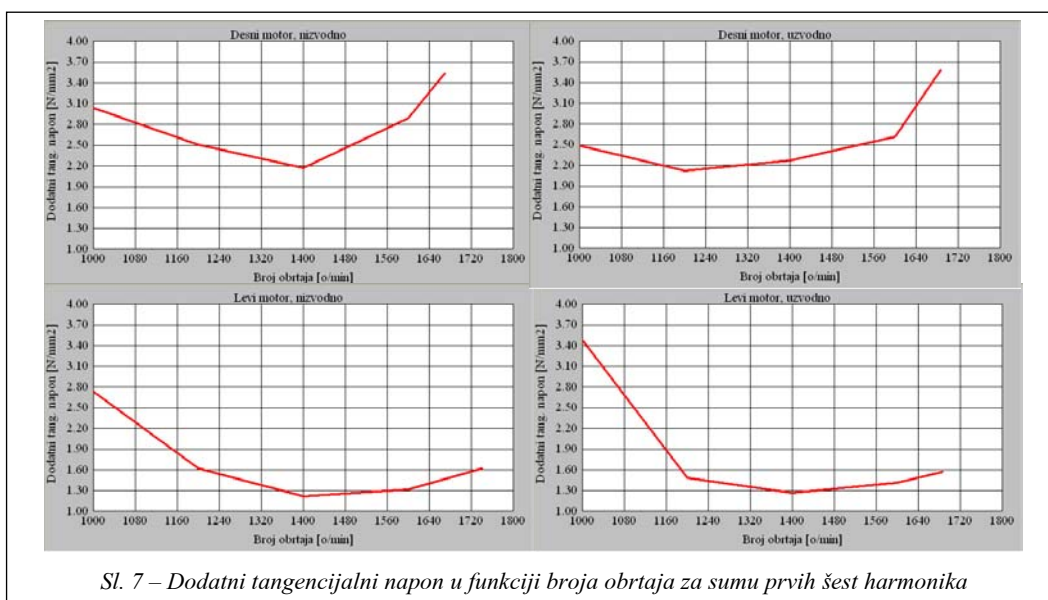 Desni motor, nizvodno
Dodatni tang. napon [N/mm2]
4.00
3.70
3.40
3.10
2.80
2.50
2.20
1.90
1.60
1.30
1.00
1000 1080 1160 1240 1320 1400 1480 1560 1640 1720 1800
Broj obrtaja [o/min]
Desni motor, uzvodno
Dodatni tang. napon [N/mm2]
4.00
3.70
3.40
3.10
2.80
2.50
2.20
1.90
1.60
1.30
1.00
1000 1080 1160 1240 1320 1400 1480 1560 1640 1720 1800
Broj obrtaja [o/min]
Levi motor, nizvodno
Dodatni tang. napon [N/mm2]
4.00
3.70
3.40
3.10
2.80
2.50
2.20
1.90
1.60
1.30
1.00
1000 1080 1160 1240 1320 1400 1480 1560 1640 1720 1800
Broj obrtaja [o/min]
Levi motor, uzvodno
Dodatni tang. napon [N/mm2]
4.00
3.70
3.40
3.10
2.80
2.50
2.20
1.90
1.60
1.30
1.00
1000 1080 1160 1240 1320 1400 1480 1560 1640 1720 1800
Broj obrtaja [o/min]
Sl. 7 – Dodatni tangencijalni napon u funkciji broja obrtaja za sumu prvih šest harmonika